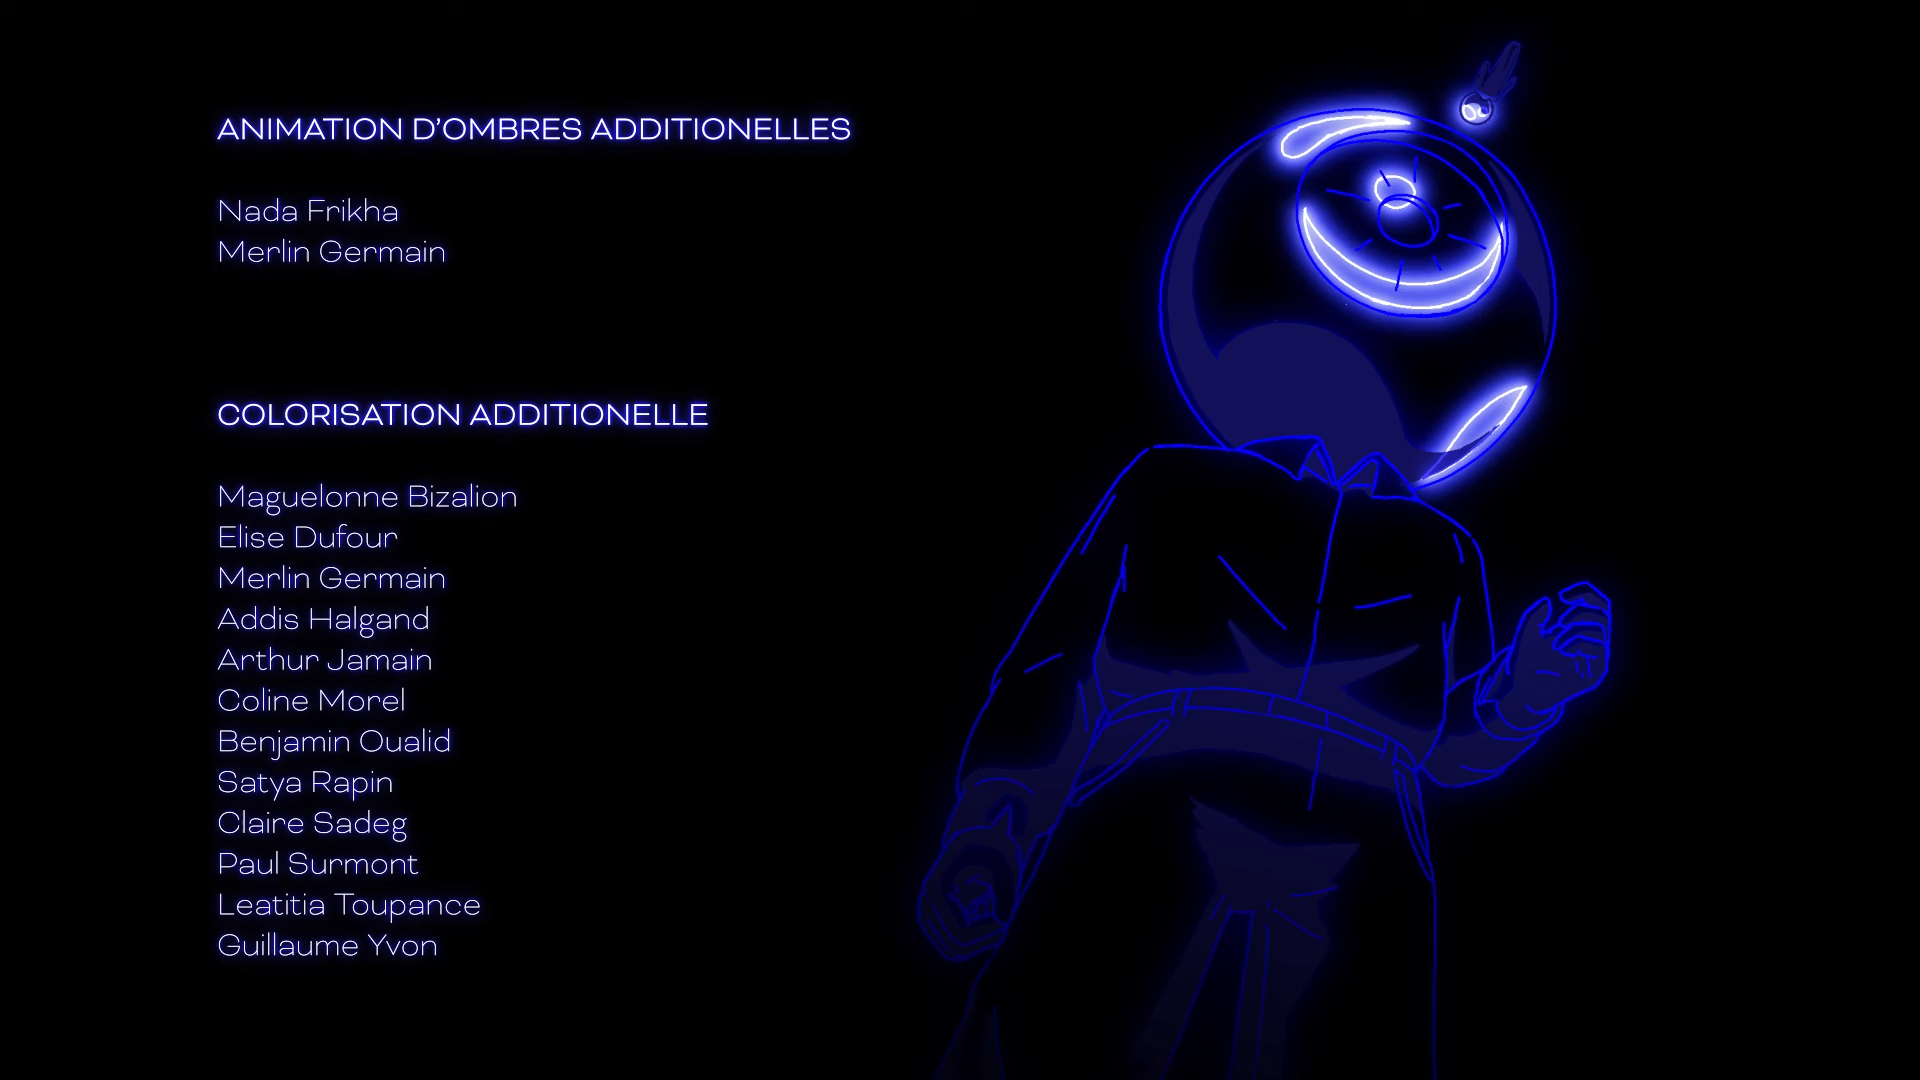 ANIMATION D'OMBRES ADDITIONELLES
Nada Frikha
Merlin Germain
COLORISATION ADDITIONELLE
Maguelonne Bizalion
Elise Dufour
Merlin Germain
Addis Halgand
Arthur Jamain
Coline Morel
Benjamin Oualid
Satya Rapin
Claire Sadeg
Paul Surmont
Leatitia Toupance
Guillaume Yvon